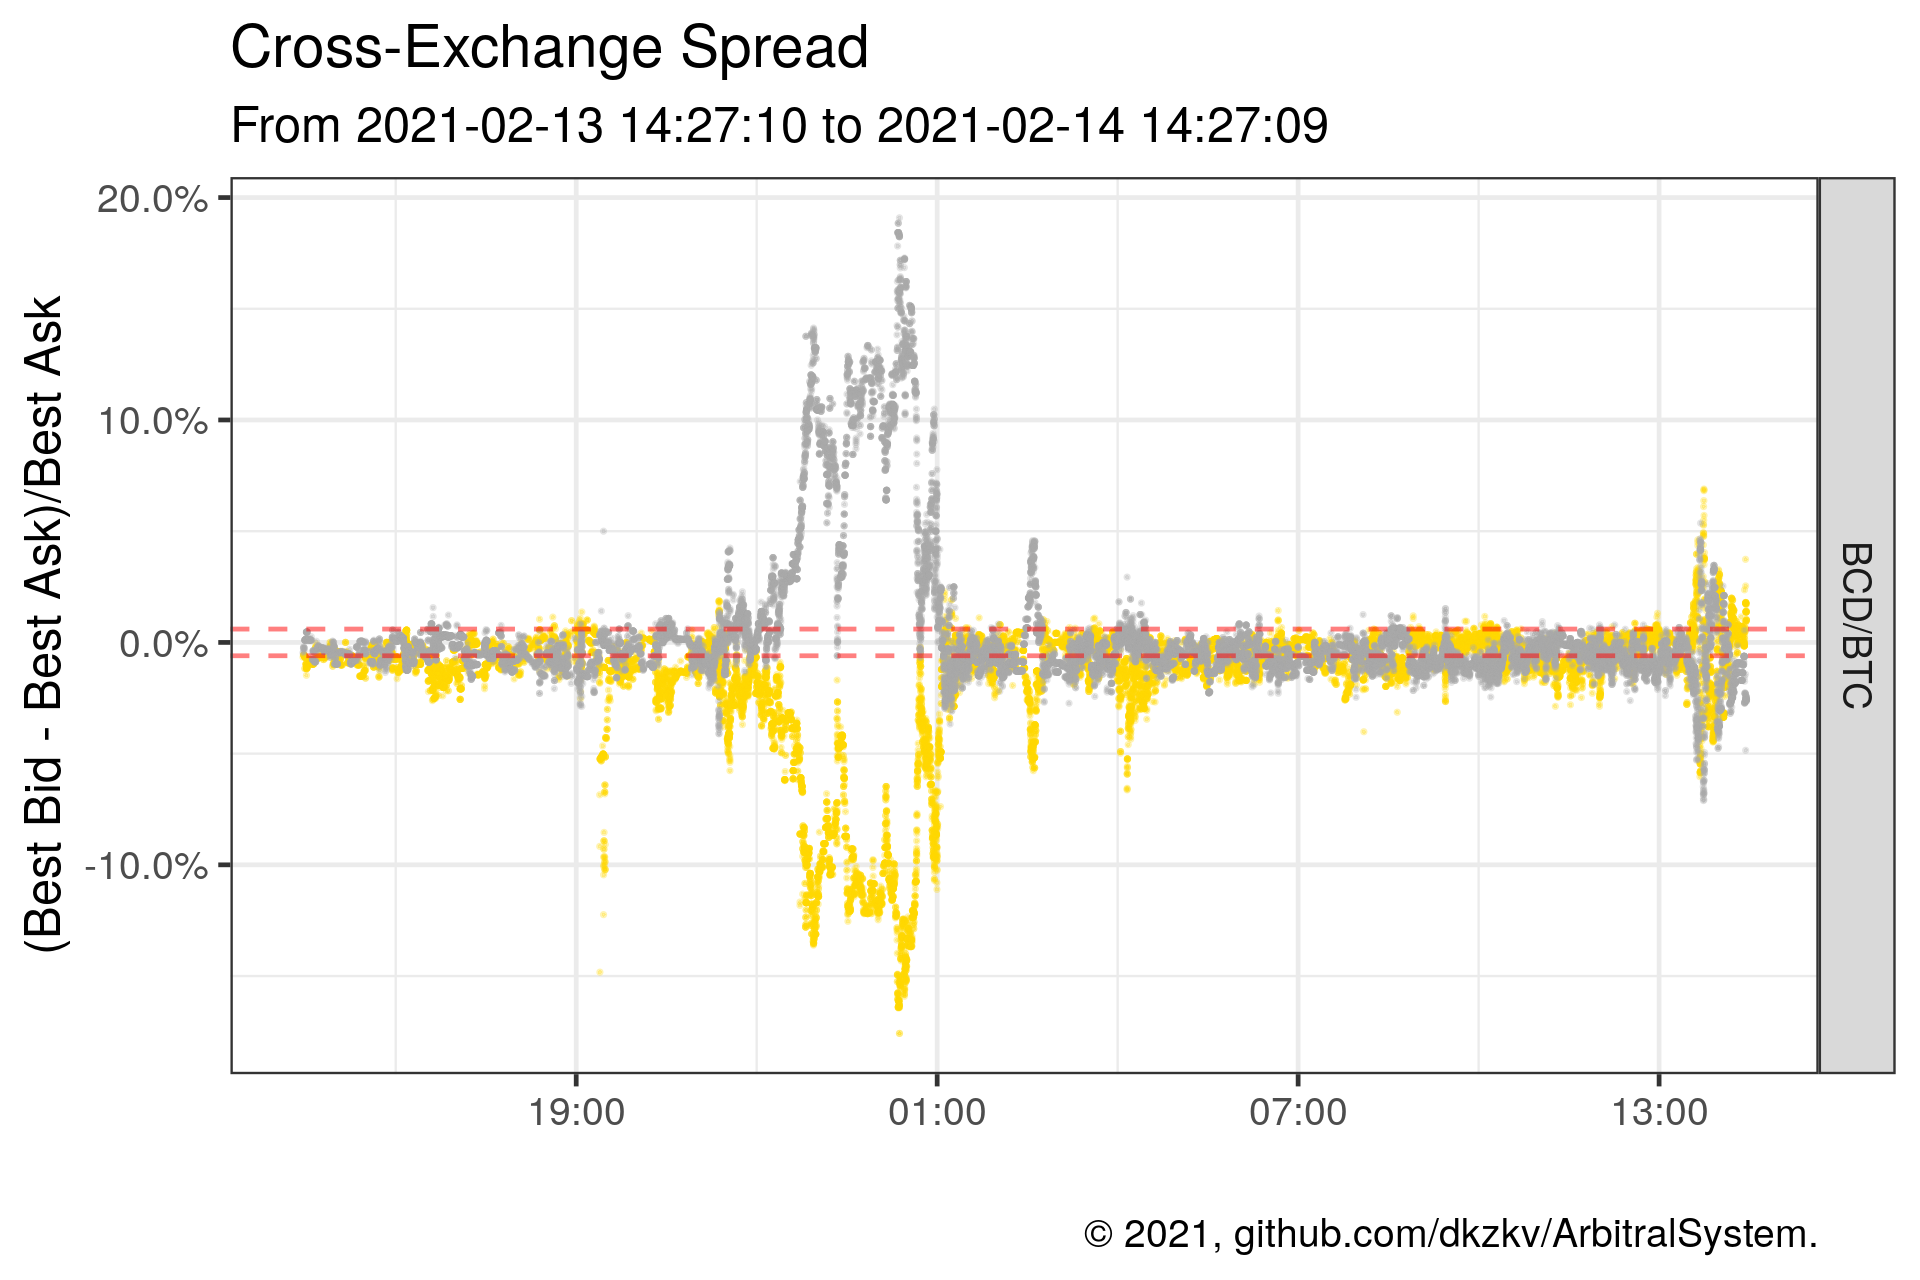 Cross-Exchange Spread
From 2021-02-13 14:27:10 to 2021-02-14 14:27:09
(Best Bid - Best Ask)/Best Ask
20.0%
10.0%
0.0%
-10.0%
BCD/BTC
19:00
01:00
07:00
13:00
© 2021, github.com/dkzkv/ArbitralSystem.